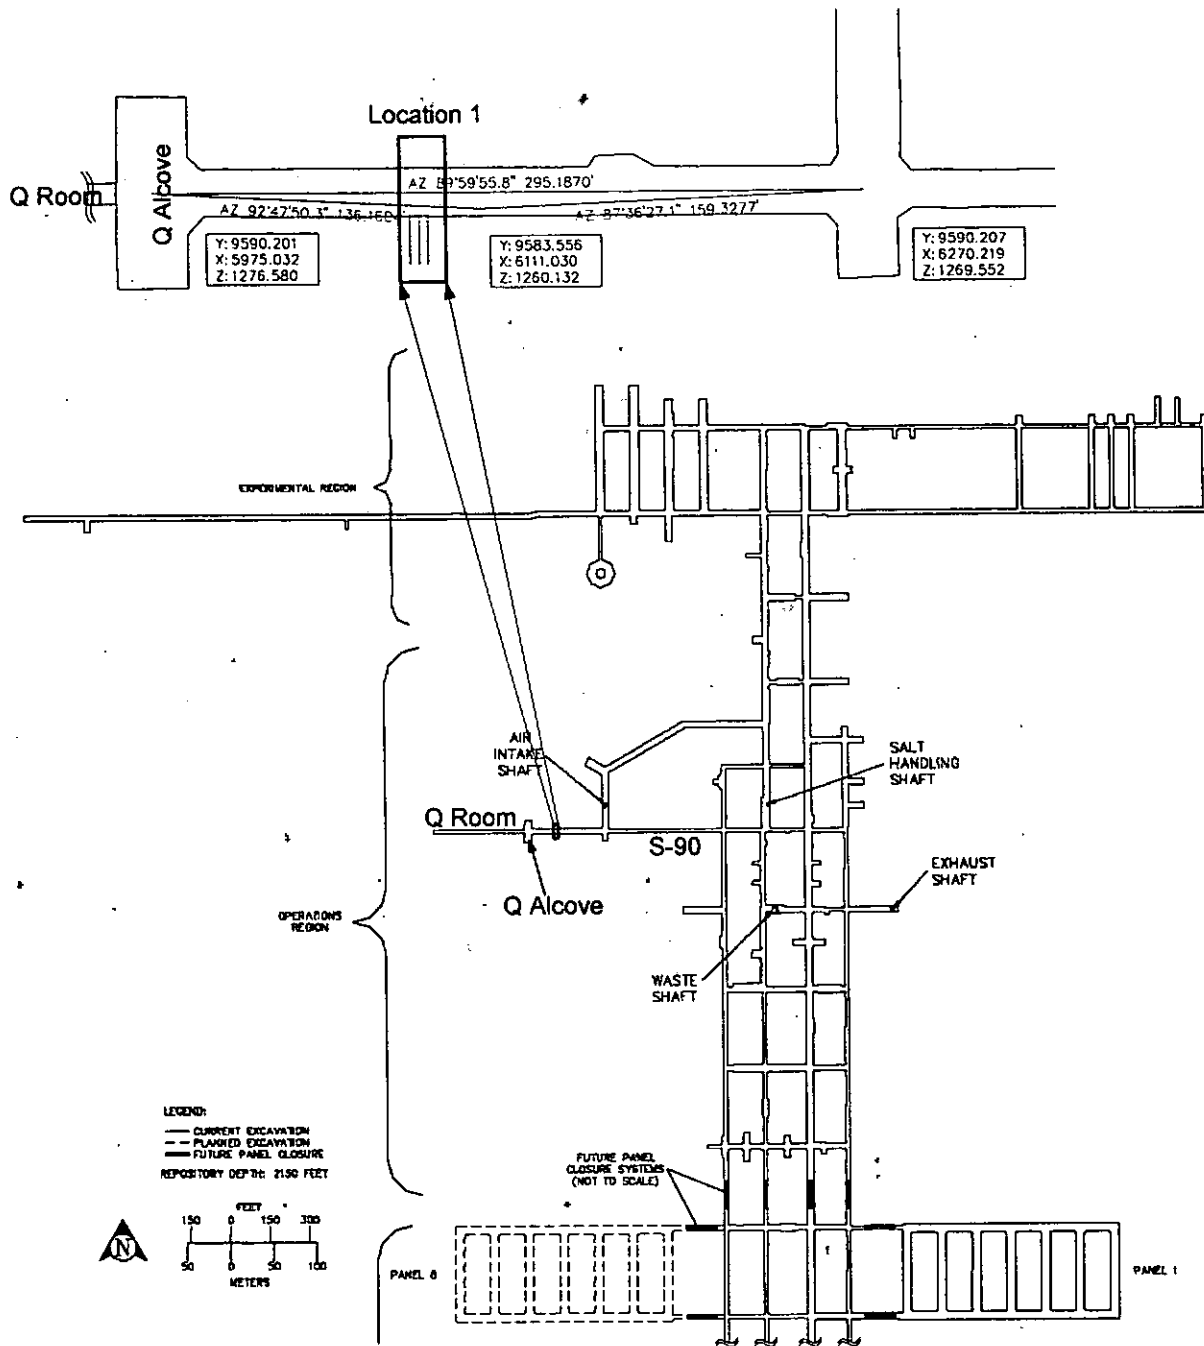 Location 1
Q Room
Q Alcove
AZ 89°59'55.8" 295.1870'
AZ 92°47'50.3"
AZ 87°36'27.1" 159.3277'
Y: 9590.201
X: 5975.032
Z: 1276.580
Y: 9583.556
X: 6111.030
Z: 1260.132
Y: 9590.207
X: 6270.219
Z: 1269.552
EXPERIMENTAL REGION
AIR
INTAKE
SHAFT
SALT
HANDLING
SHAFT
Q Room
S-90
Q Alcove
EXHAUST
SHAFT
OPERATIONS
REGION
WASTE
SHAFT
LEGEND:
CURRENT EXCAVATION
PLANNED EXCAVATION
FUTURE PANEL CLOSURE
REPOSITORY DEPTH: 2150 FEET
FUTURE PANEL
CLOSURE SYSTEMS
(NOT TO SCALE)
FEET
150 0 150 300
50 0 50 100
METERS
N
PANEL 8
PANEL 1